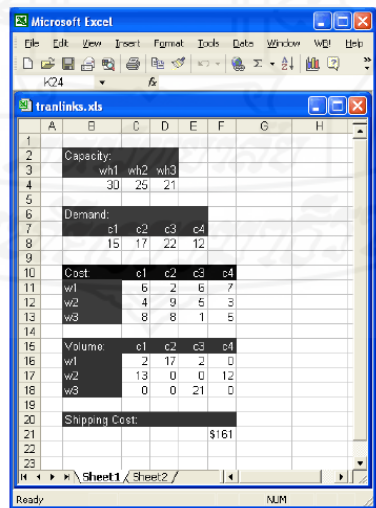 Microsoft Excel
File Edit View Insert Format Tools Data Window WB! Help
K24 fx
tranlinks.xls
A B C D E F G H
1
2 Capacity:
3 wh1 wh2 wh3
4 30 25 21
5
6 Demand:
7 c1 c2 c3 c4
8 15 17 22 12
9
10 Cost: c1 c2 c3 c4
11 w1 6 2 6 7
12 w2 4 9 5 3
13 w3 8 8 1 5
14
15 Volume: c1 c2 c3 c4
16 w1 2 17 2 0
17 w2 13 0 0 12
18 w3 0 0 21 0
19
20 Shipping Cost:
21 $161
22
23
Sheet1 Sheet2
Ready NUM